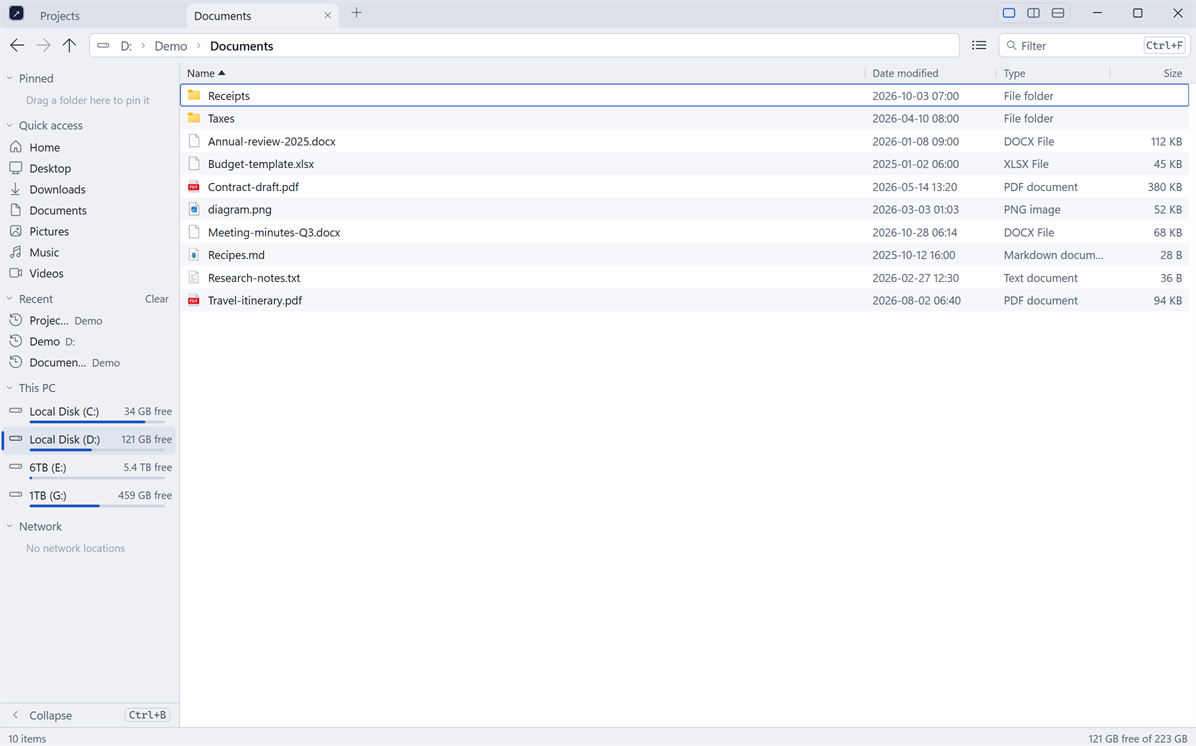 Projects
Documents
D: Demo Documents
Filter Ctrl+F
Pinned
Drag a folder here to pin it
Quick access
Home
Desktop
Downloads
Documents
Pictures
Music
Videos
Recent Clear
Projec... Demo
Demo D:
Documen... Demo
This PC
Local Disk (C:) 34 GB free
Local Disk (D:) 121 GB free
6TB (E:) 5.4 TB free
1TB (G:) 459 GB free
Network
No network locations
Collapse Ctrl+B
Name Date modified Type Size
Receipts 2026-10-03 07:00 File folder
Taxes 2026-04-10 08:00 File folder
Annual-review-2025.docx 2026-01-08 09:00 DOCX File 112 KB
Budget-template.xlsx 2025-01-02 06:00 XLSX File 45 KB
PDF Contract-draft.pdf 2026-05-14 13:20 PDF document 380 KB
diagram.png 2026-03-03 01:03 PNG image 52 KB
Meeting-minutes-Q3.docx 2026-10-28 06:14 DOCX File 68 KB
Recipes.md 2025-10-12 16:00 Markdown docum... 28 B
Research-notes.txt 2026-02-27 12:30 Text document 36 B
PDF Travel-itinerary.pdf 2026-08-02 06:40 PDF document 94 KB
10 items 121 GB free of 223 GB